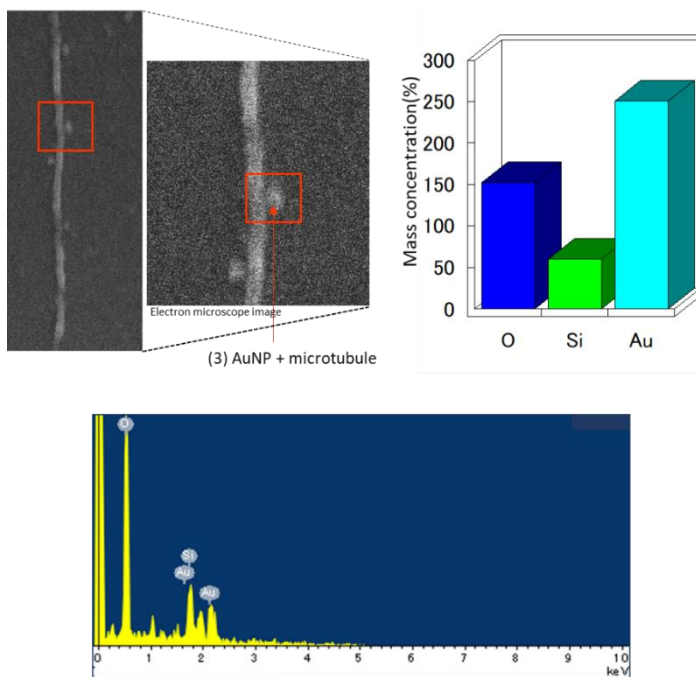 Electron microscope image
(3) AuNP + microtubule
Mass concentration(%)
300
250
200
150
100
50
0
O
Si
Au
O
Si
Au
Au
0 1 2 3 4 5 6 7 8 9 10
keV